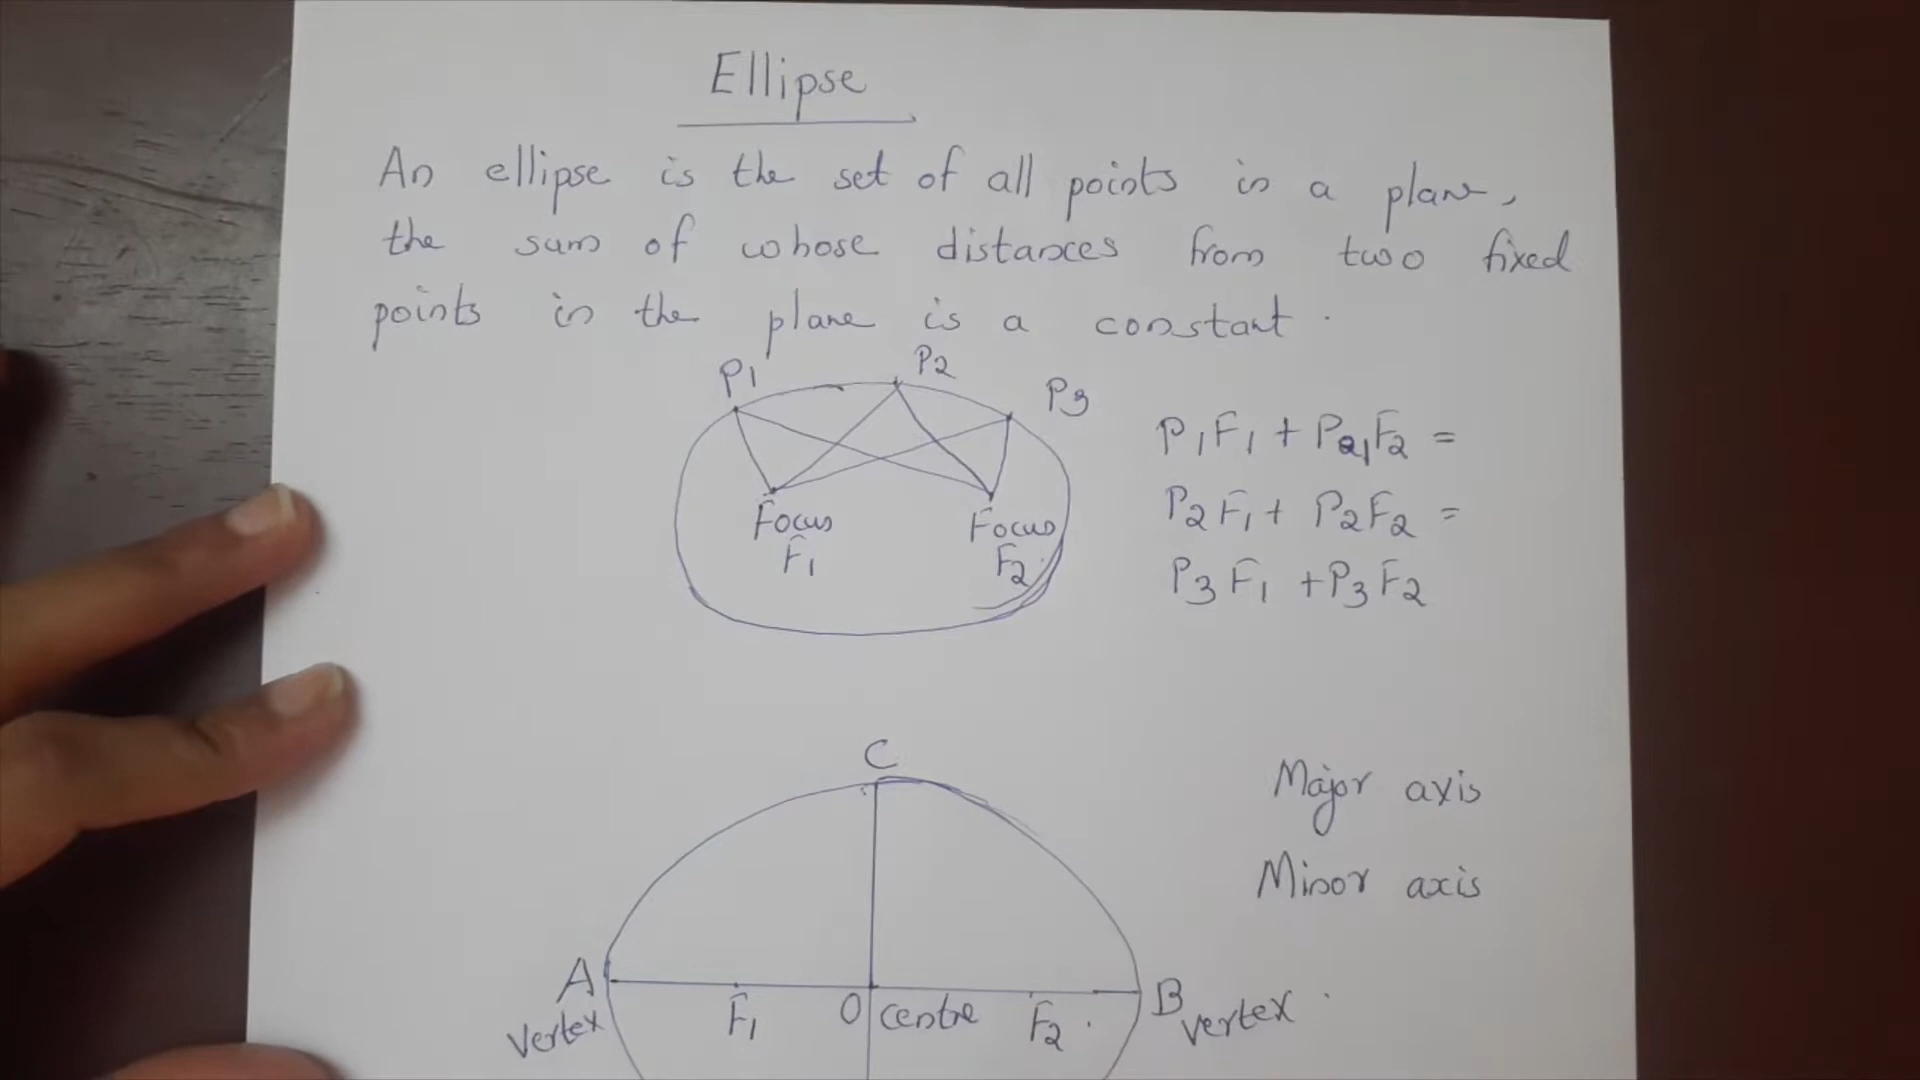 Ellipse
An ellipse is the set of all points in a plane,
the sum of whose distances from two fixed
points in the plane is a constant.
P1 P2 P3
P1F1 + P21F2 =
P2F1 + P2F2 =
P3F1 + P3F2
Focus F1
Focus F2
C
Major axis
Minor axis
A vertex
F1
O centre
F2
B vertex